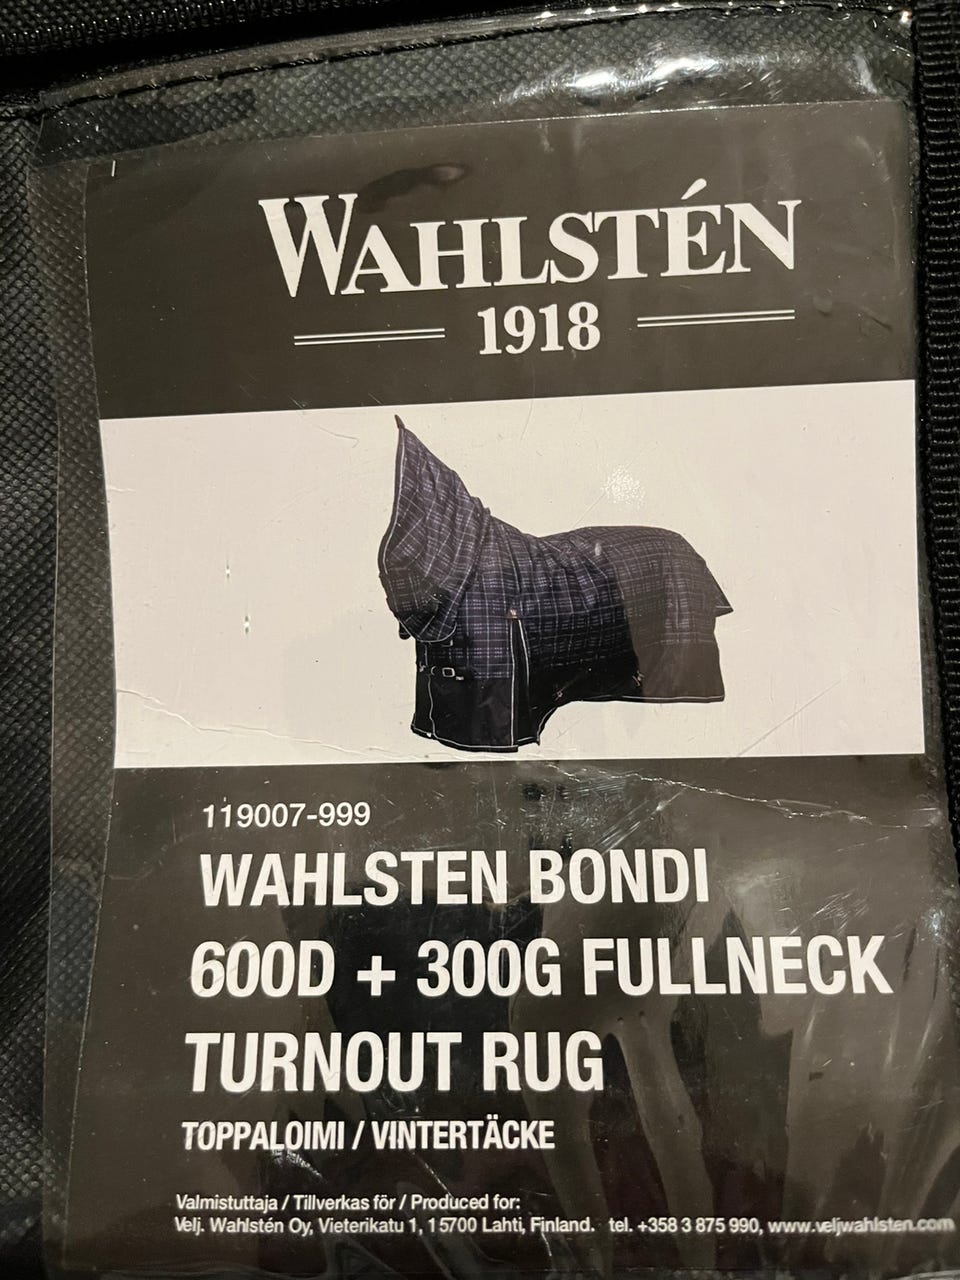 WAHLSTÉN
1918
119007-999
WAHLSTEN BONDI
600D + 300G FULLNECK
TURNOUT RUG
TOPPALOIMI / VINTERTÄCKE
Valmistuttaja / Tillverkas för / Produced for:
Velj. Wahlstén Oy, Vieterikatu 1, 15700 Lahti, Finland. tel. +358 3 875 990, www.veljwahlsten.com